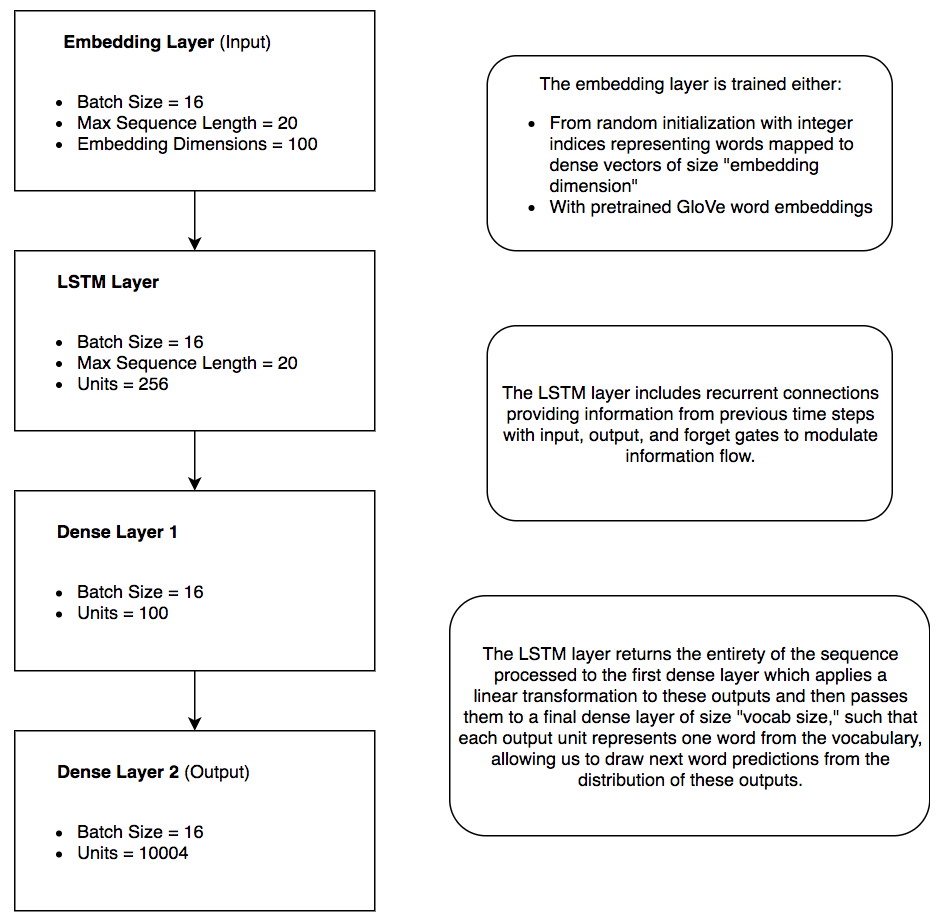 Embedding Layer (Input)
• Batch Size = 16
• Max Sequence Length = 20
• Embedding Dimensions = 100
The embedding layer is trained either:
• From random initialization with integer
indices representing words mapped to
dense vectors of size "embedding
dimension"
• With pretrained GloVe word embeddings
LSTM Layer
• Batch Size = 16
• Max Sequence Length = 20
• Units = 256
The LSTM layer includes recurrent connections
providing information from previous time steps
with input, output, and forget gates to modulate
information flow.
Dense Layer 1
• Batch Size = 16
• Units = 100
The LSTM layer returns the entirety of the sequence
processed to the first dense layer which applies a
linear transformation to these outputs and then passes
them to a final dense layer of size "vocab size," such that
each output unit represents one word from the vocabulary,
allowing us to draw next word predictions from the
distribution of these outputs.
Dense Layer 2 (Output)
• Batch Size = 16
• Units = 10004